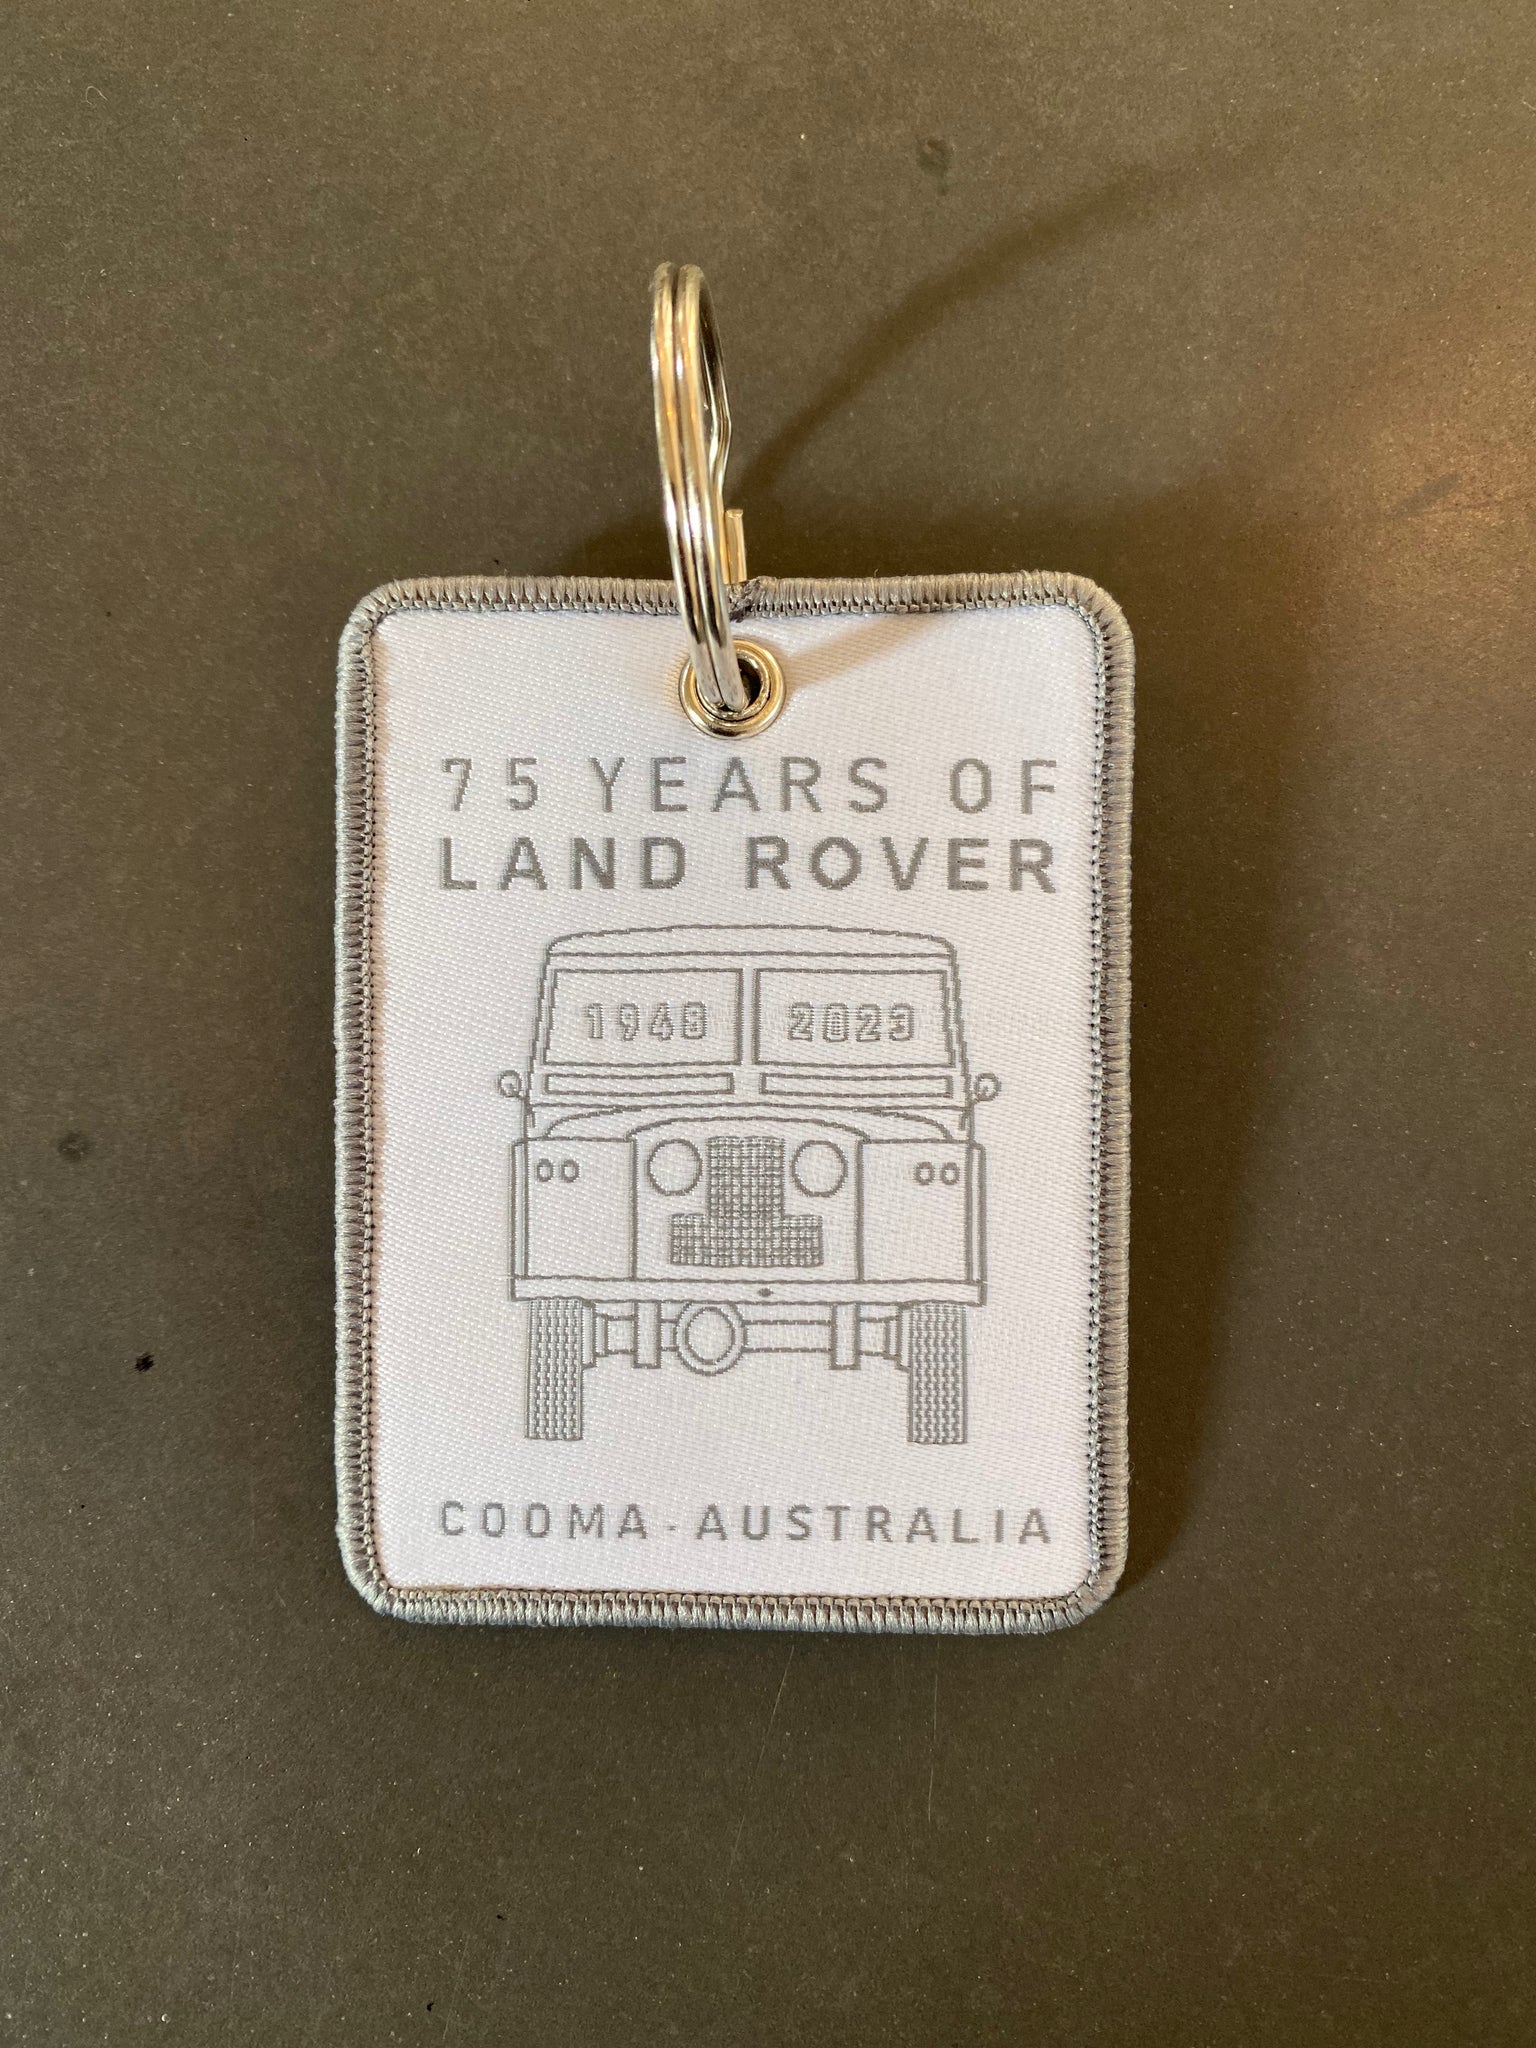 75 YEARS OF
LAND ROVER
1948 2023
COOMA · AUSTRALIA